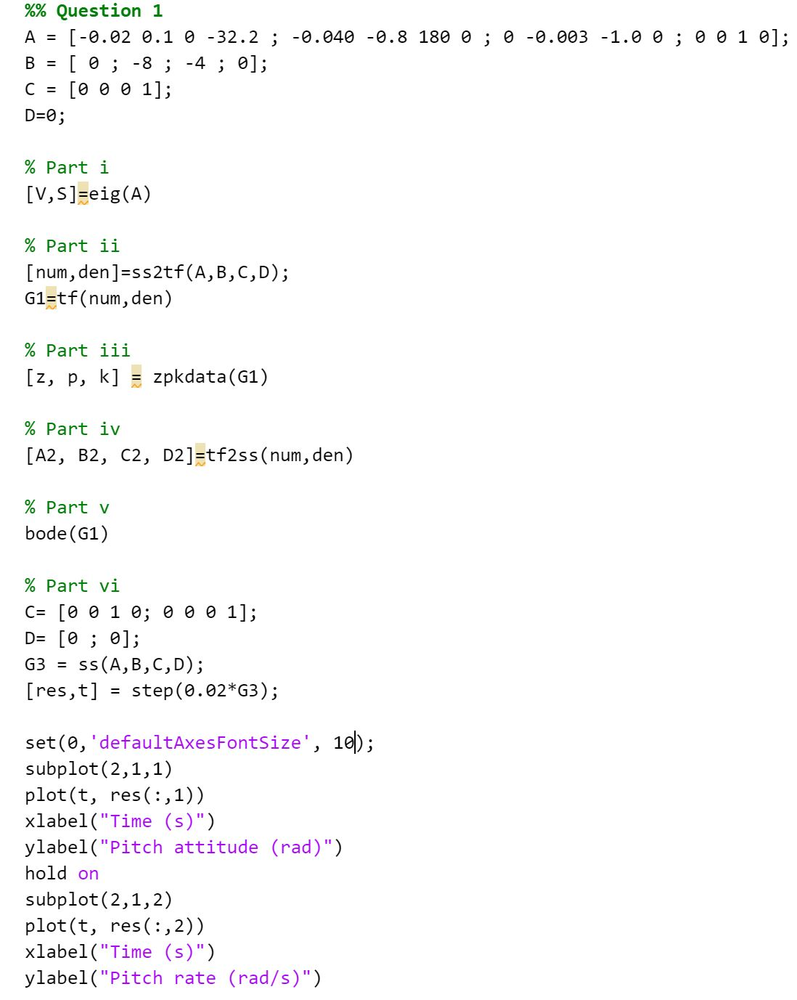 %% Question 1
A = [-0.02 0.1 0 -32.2 ; -0.040 -0.8 180 0 ; 0 -0.003 -1.0 0 ; 0 0 1 0];
B = [ 0 ; -8 ; -4 ; 0];
C = [0 0 0 1];
D=0;
% Part i
[V,S]=eig(A)
% Part ii
[num,den]=ss2tf(A,B,C,D);
G1=tf(num,den)
% Part iii
[z, p, k] = zpkdata(G1)
% Part iv
[A2, B2, C2, D2]=tf2ss(num,den)
% Part v
bode(G1)
% Part vi
C= [0 0 1 0; 0 0 0 1];
D= [0 ; 0];
G3 = ss(A,B,C,D);
[res,t] = step(0.02*G3);
set(0,'defaultAxesFontSize', 10);
subplot(2,1,1)
plot(t, res(:,1))
xlabel("Time (s)")
ylabel("Pitch attitude (rad)")
hold on
subplot(2,1,2)
plot(t, res(:,2))
xlabel("Time (s)")
ylabel("Pitch rate (rad/s)")